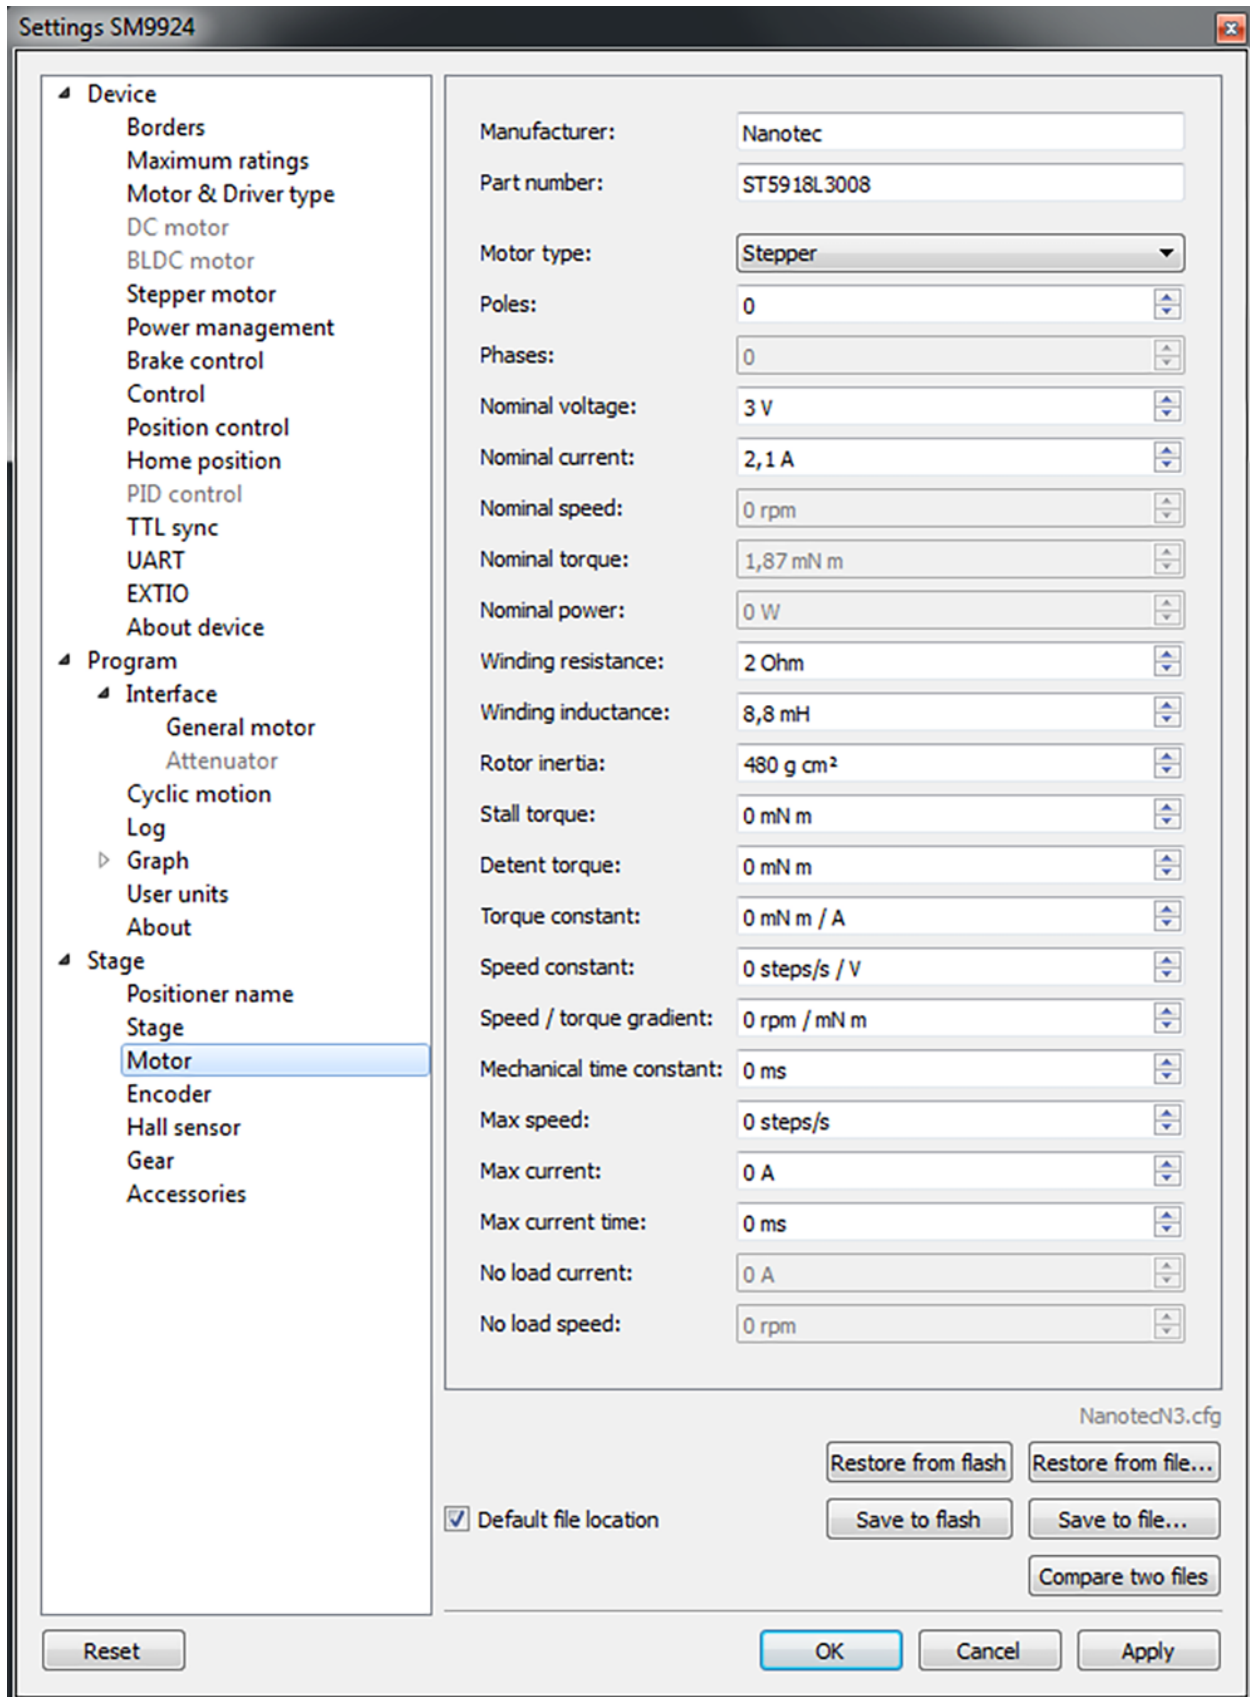 Settings SM9924
Device
Borders
Maximum ratings
Motor & Driver type
DC motor
BLDC motor
Stepper motor
Power management
Brake control
Control
Position control
Home position
PID control
TTL sync
UART
EXTIO
About device
Program
Interface
General motor
Attenuator
Cyclic motion
Log
Graph
User units
About
Stage
Positioner name
Stage
Motor
Encoder
Hall sensor
Gear
Accessories
Manufacturer: Nanotec
Part number: ST5918L3008
Motor type: Stepper
Poles: 0
Phases: 0
Nominal voltage: 3 V
Nominal current: 2,1 A
Nominal speed: 0 rpm
Nominal torque: 1,87 mN m
Nominal power: 0 W
Winding resistance: 2 Ohm
Winding inductance: 8,8 mH
Rotor inertia: 480 g cm²
Stall torque: 0 mN m
Detent torque: 0 mN m
Torque constant: 0 mN m / A
Speed constant: 0 steps/s / V
Speed / torque gradient: 0 rpm / mN m
Mechanical time constant: 0 ms
Max speed: 0 steps/s
Max current: 0 A
Max current time: 0 ms
No load current: 0 A
No load speed: 0 rpm
NanotecN3.cfg
Restore from flash Restore from file...
Default file location Save to flash Save to file...
Compare two files
Reset OK Cancel Apply